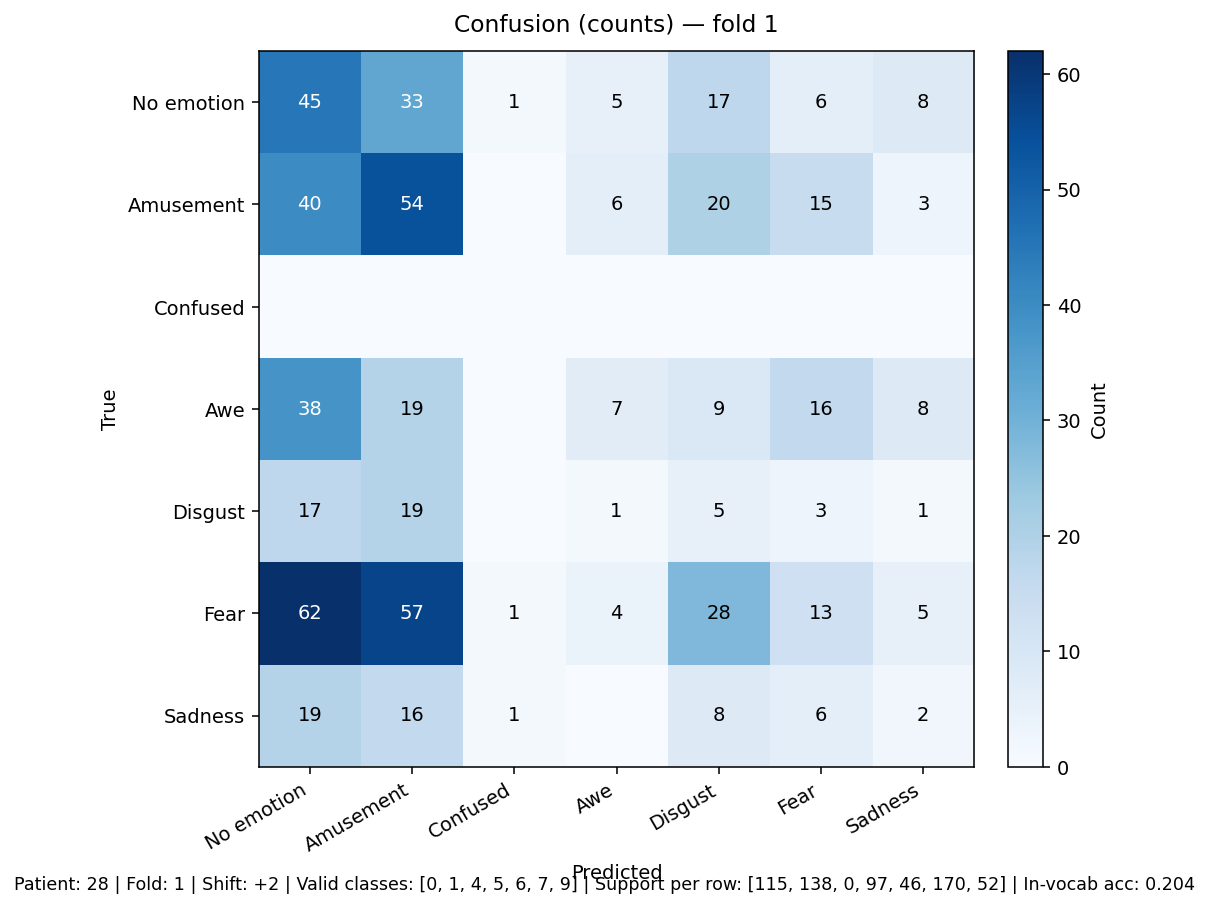 Confusion (counts) — fold 1
No emotion 45 33 1 5 17 6 8
Amusement 40 54 6 20 15 3
Confused
Awe 38 19 7 9 16 8
Disgust 17 19 1 5 3 1
Fear 62 57 1 4 28 13 5
Sadness 19 16 1 8 6 2
True
No emotion Amusement Confused Awe Disgust Fear Sadness
Predicted
60
50
40
30
20
10
0
Count
Patient: 28 | Fold: 1 | Shift: +2 | Valid classes: [0, 1, 4, 5, 6, 7, 9] | Support per row: [115, 138, 0, 97, 46, 170, 52] | In-vocab acc: 0.204